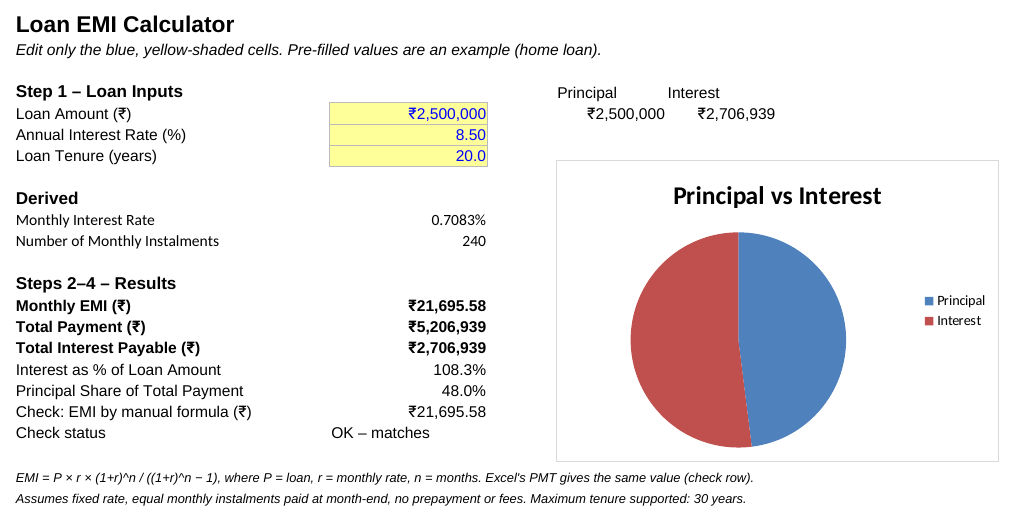 Loan EMI Calculator
Edit only the blue, yellow-shaded cells. Pre-filled values are an example (home loan).
Step 1 – Loan Inputs
Loan Amount (₹) ₹2,500,000
Annual Interest Rate (%) 8.50
Loan Tenure (years) 20.0
Derived
Monthly Interest Rate 0.7083%
Number of Monthly Instalments 240
Steps 2–4 – Results
Monthly EMI (₹) ₹21,695.58
Total Payment (₹) ₹5,206,939
Total Interest Payable (₹) ₹2,706,939
Interest as % of Loan Amount 108.3%
Principal Share of Total Payment 48.0%
Check: EMI by manual formula (₹) ₹21,695.58
Check status OK – matches
Principal Interest
₹2,500,000 ₹2,706,939
Principal vs Interest
Principal
Interest
EMI = P × r × (1+r)^n / ((1+r)^n − 1), where P = loan, r = monthly rate, n = months. Excel's PMT gives the same value (check row).
Assumes fixed rate, equal monthly instalments paid at month-end, no prepayment or fees. Maximum tenure supported: 30 years.